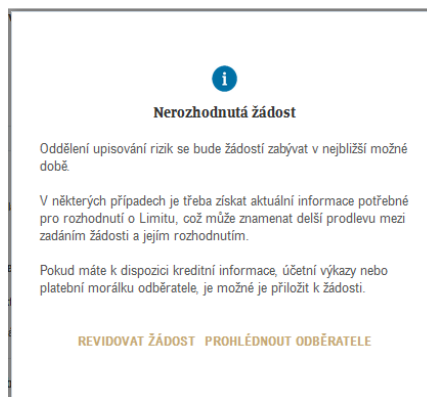 i
Nerozhodnutá žádost
Oddělení upisování rizik se bude žádostí zabývat v nejbližší možné
době.
V některých případech je třeba získat aktuální informace potřebné
pro rozhodnutí o Limitu, což může znamenat delší prodlevu mezi
zadáním žádosti a jejím rozhodnutím.
Pokud máte k dispozici kreditní informace, účetní výkazy nebo
platební morálku odběratele, je možné je přiložit k žádosti.
REVIDOVAT ŽÁDOST PROHLÉDNOUT ODBĚRATELE